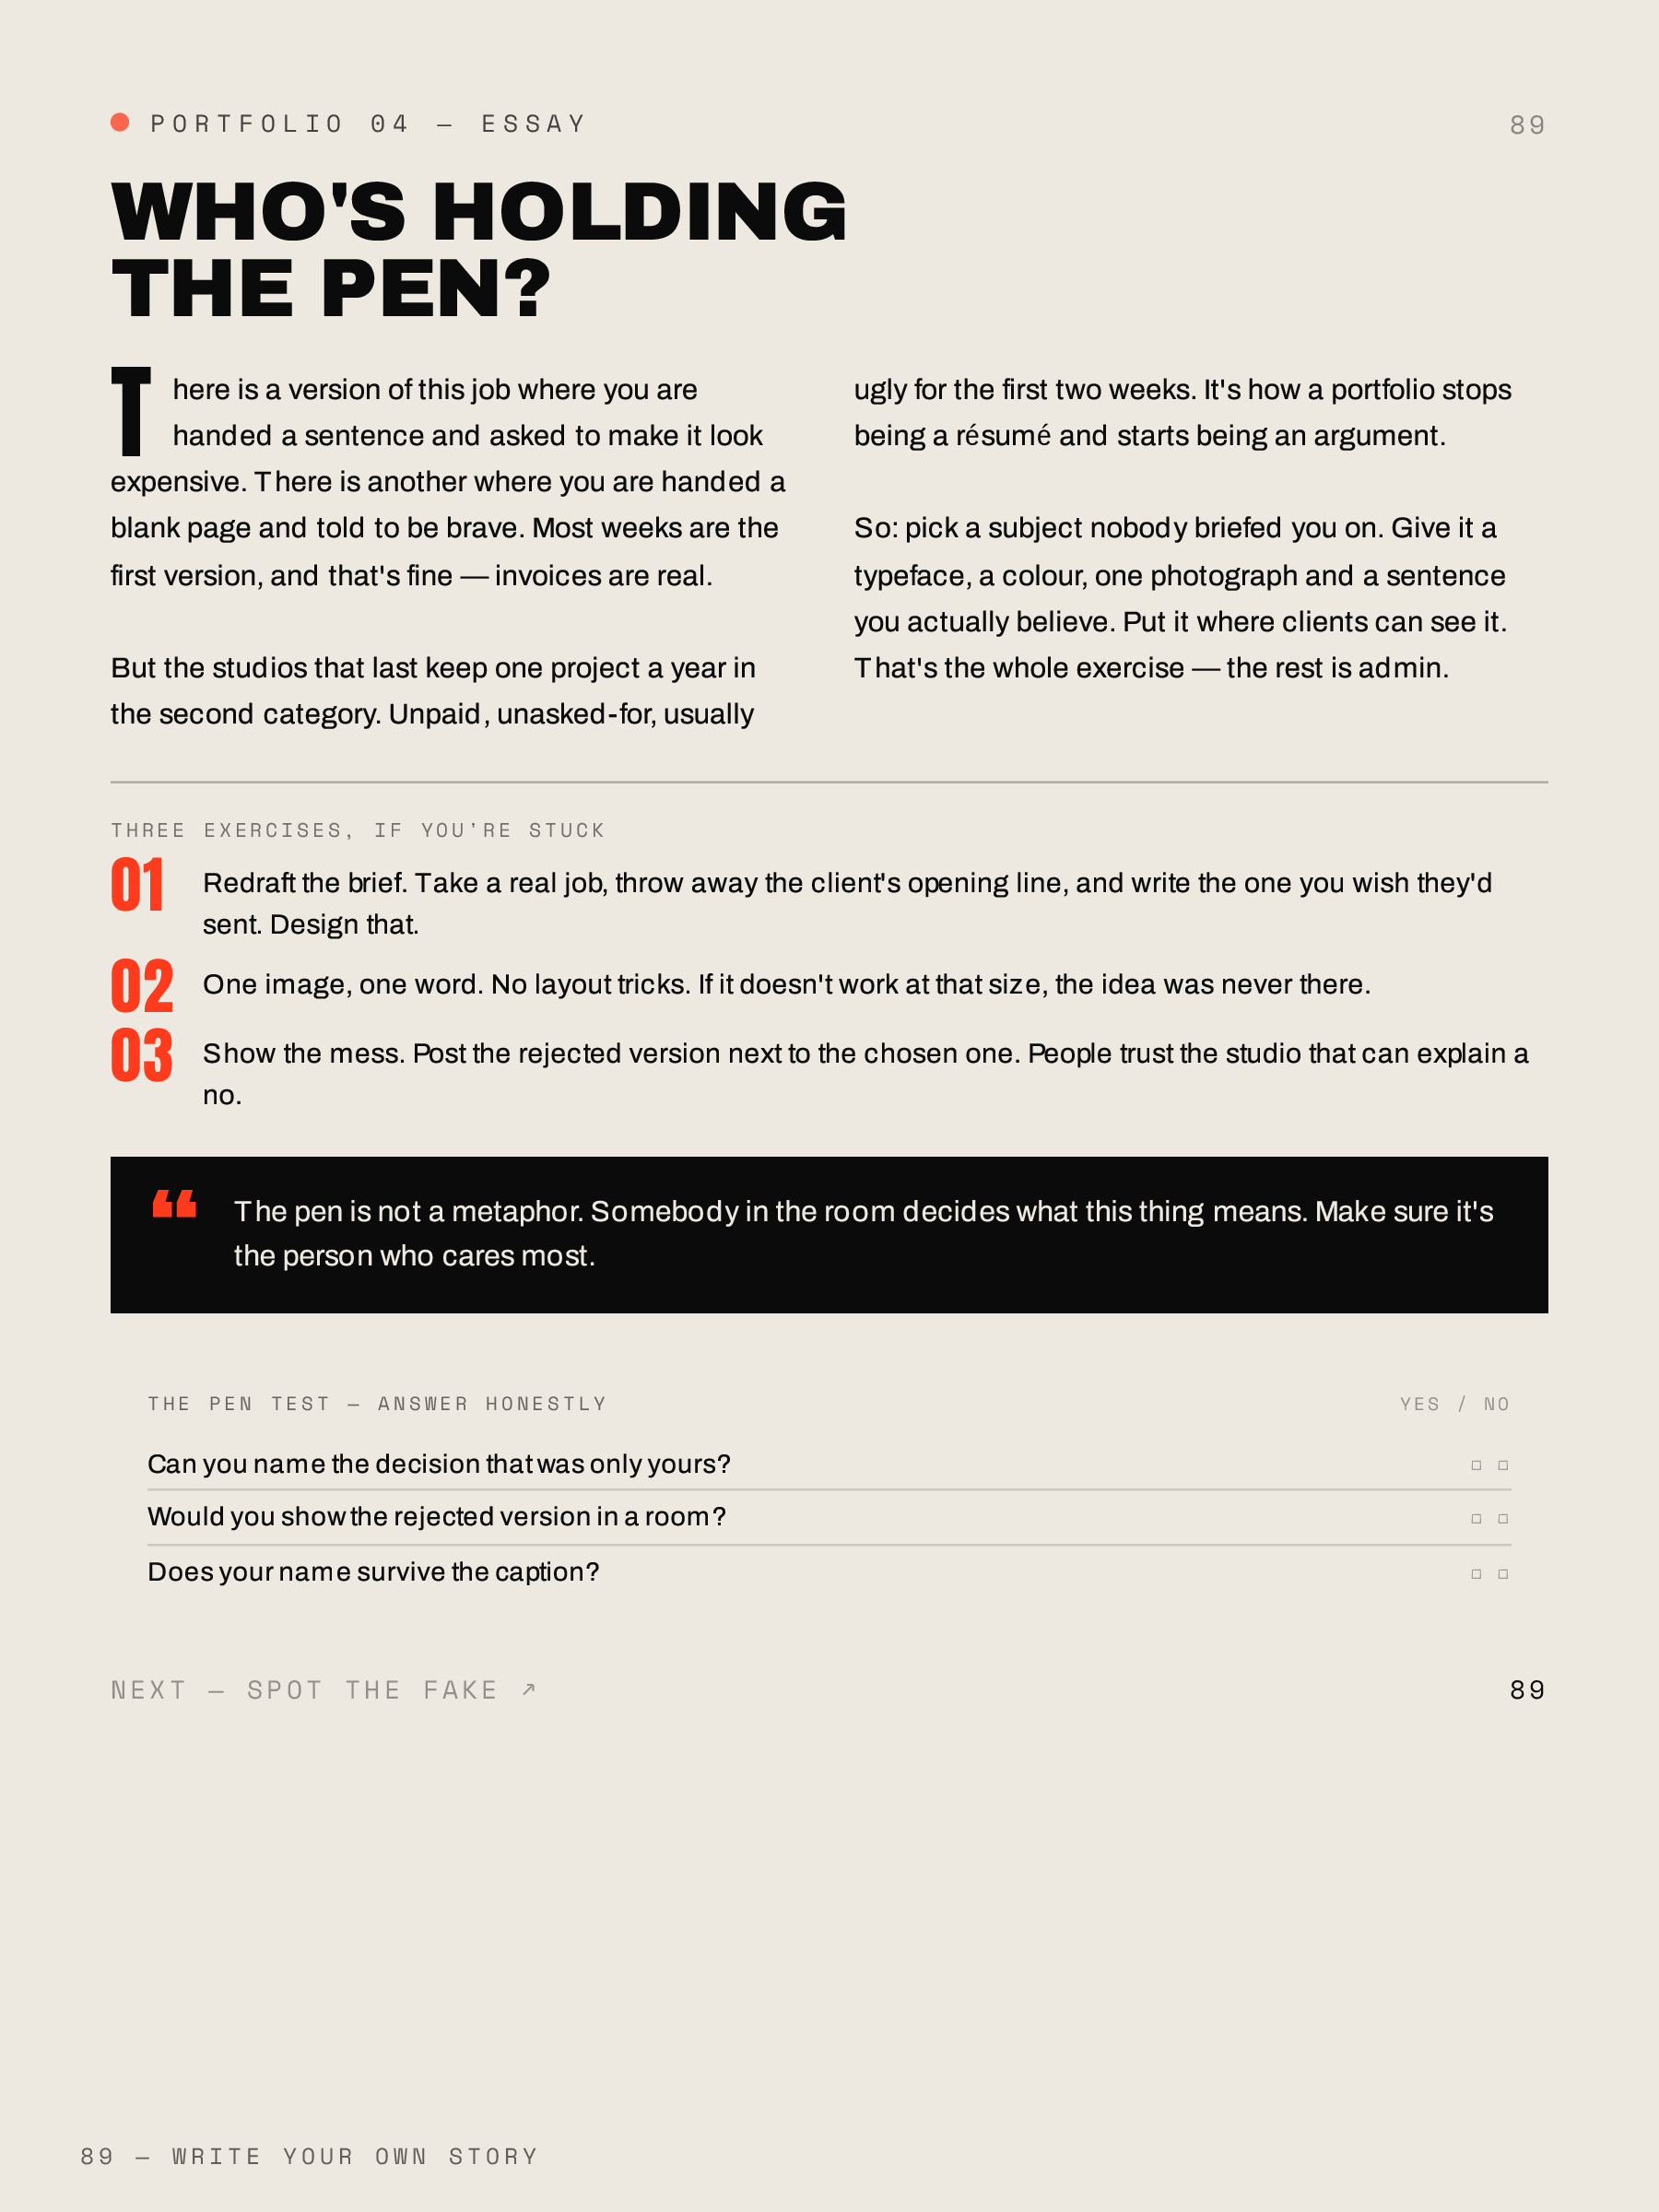 PORTFOLIO 04 — ESSAY
89
WHO'S HOLDING
THE PEN?
There is a version of this job where you are
handed a sentence and asked to make it look
expensive. There is another where you are handed a
blank page and told to be brave. Most weeks are the
first version, and that's fine — invoices are real.
But the studios that last keep one project a year in
the second category. Unpaid, unasked-for, usually
ugly for the first two weeks. It's how a portfolio stops
being a résumé and starts being an argument.
So: pick a subject nobody briefed you on. Give it a
typeface, a colour, one photograph and a sentence
you actually believe. Put it where clients can see it.
That's the whole exercise — the rest is admin.
THREE EXERCISES, IF YOU'RE STUCK
01 Redraft the brief. Take a real job, throw away the client's opening line, and write the one you wish they'd
sent. Design that.
02 One image, one word. No layout tricks. If it doesn't work at that size, the idea was never there.
03 Show the mess. Post the rejected version next to the chosen one. People trust the studio that can explain a
no.
“ The pen is not a metaphor. Somebody in the room decides what this thing means. Make sure it's
the person who cares most.
THE PEN TEST — ANSWER HONESTLY
YES / NO
Can you name the decision that was only yours? □ □
Would you show the rejected version in a room? □ □
Does your name survive the caption? □ □
NEXT — SPOT THE FAKE ↗
89
89 — WRITE YOUR OWN STORY